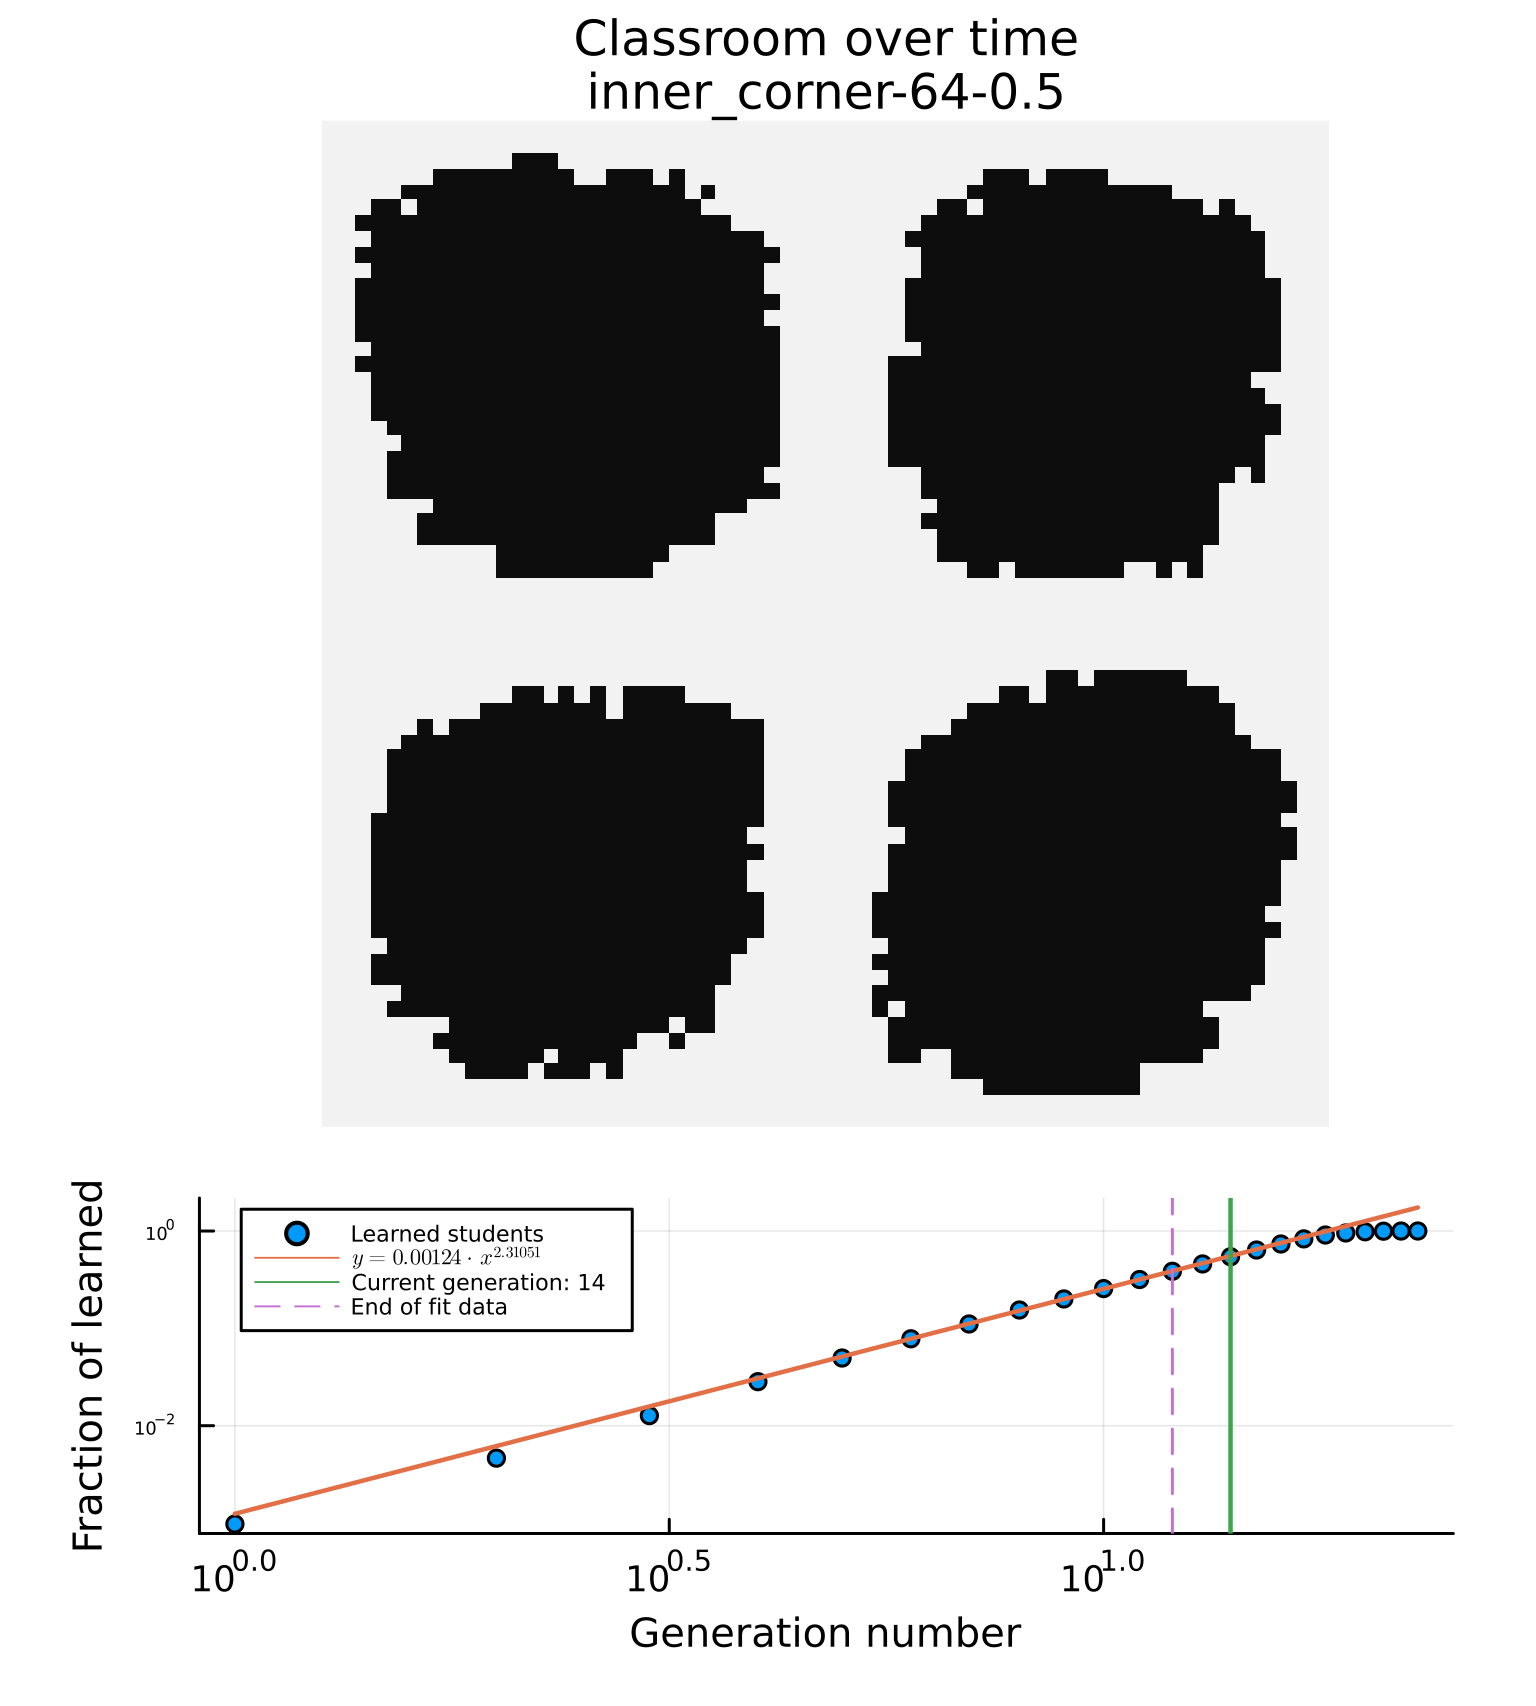 Classroom over time
inner_corner-64-0.5
Fraction of learned
10^0
10^−2
Learned students
y = 0.00124 · x^2.31051
Current generation: 14
End of fit data
10^0.0 10^0.5 10^1.0
Generation number